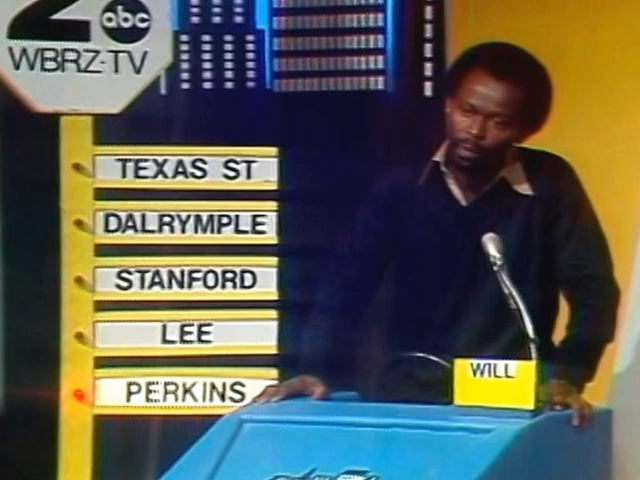 2 abc
WBRZ-TV
TEXAS ST
DALRYMPLE
STANFORD
LEE
PERKINS
WILL